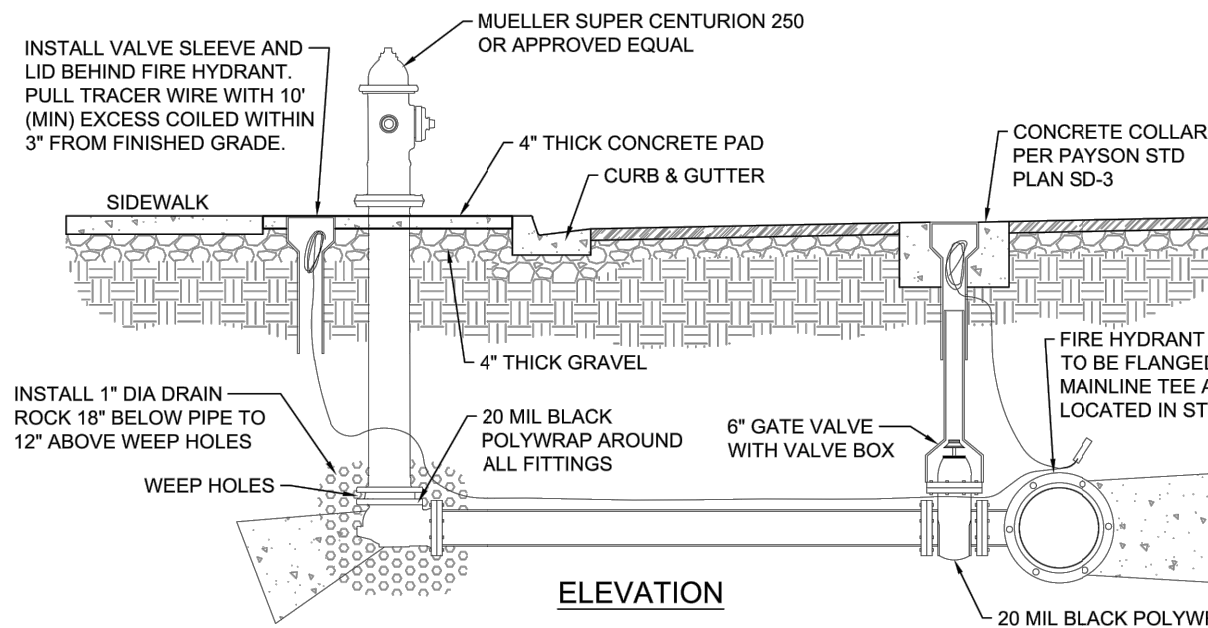 MUELLER SUPER CENTURION 250
OR APPROVED EQUAL
INSTALL VALVE SLEEVE AND
LID BEHIND FIRE HYDRANT.
PULL TRACER WIRE WITH 10'
(MIN) EXCESS COILED WITHIN
3" FROM FINISHED GRADE.
4" THICK CONCRETE PAD
CURB & GUTTER
CONCRETE COLLAR
PER PAYSON STD
PLAN SD-3
SIDEWALK
4" THICK GRAVEL
FIRE HYDRANT
TO BE FLANGED
MAINLINE TEE
LOCATED IN
INSTALL 1" DIA DRAIN
ROCK 18" BELOW PIPE TO
12" ABOVE WEEP HOLES
20 MIL BLACK
POLYWRAP AROUND
ALL FITTINGS
6" GATE VALVE
WITH VALVE BOX
WEEP HOLES
ELEVATION
20 MIL BLACK